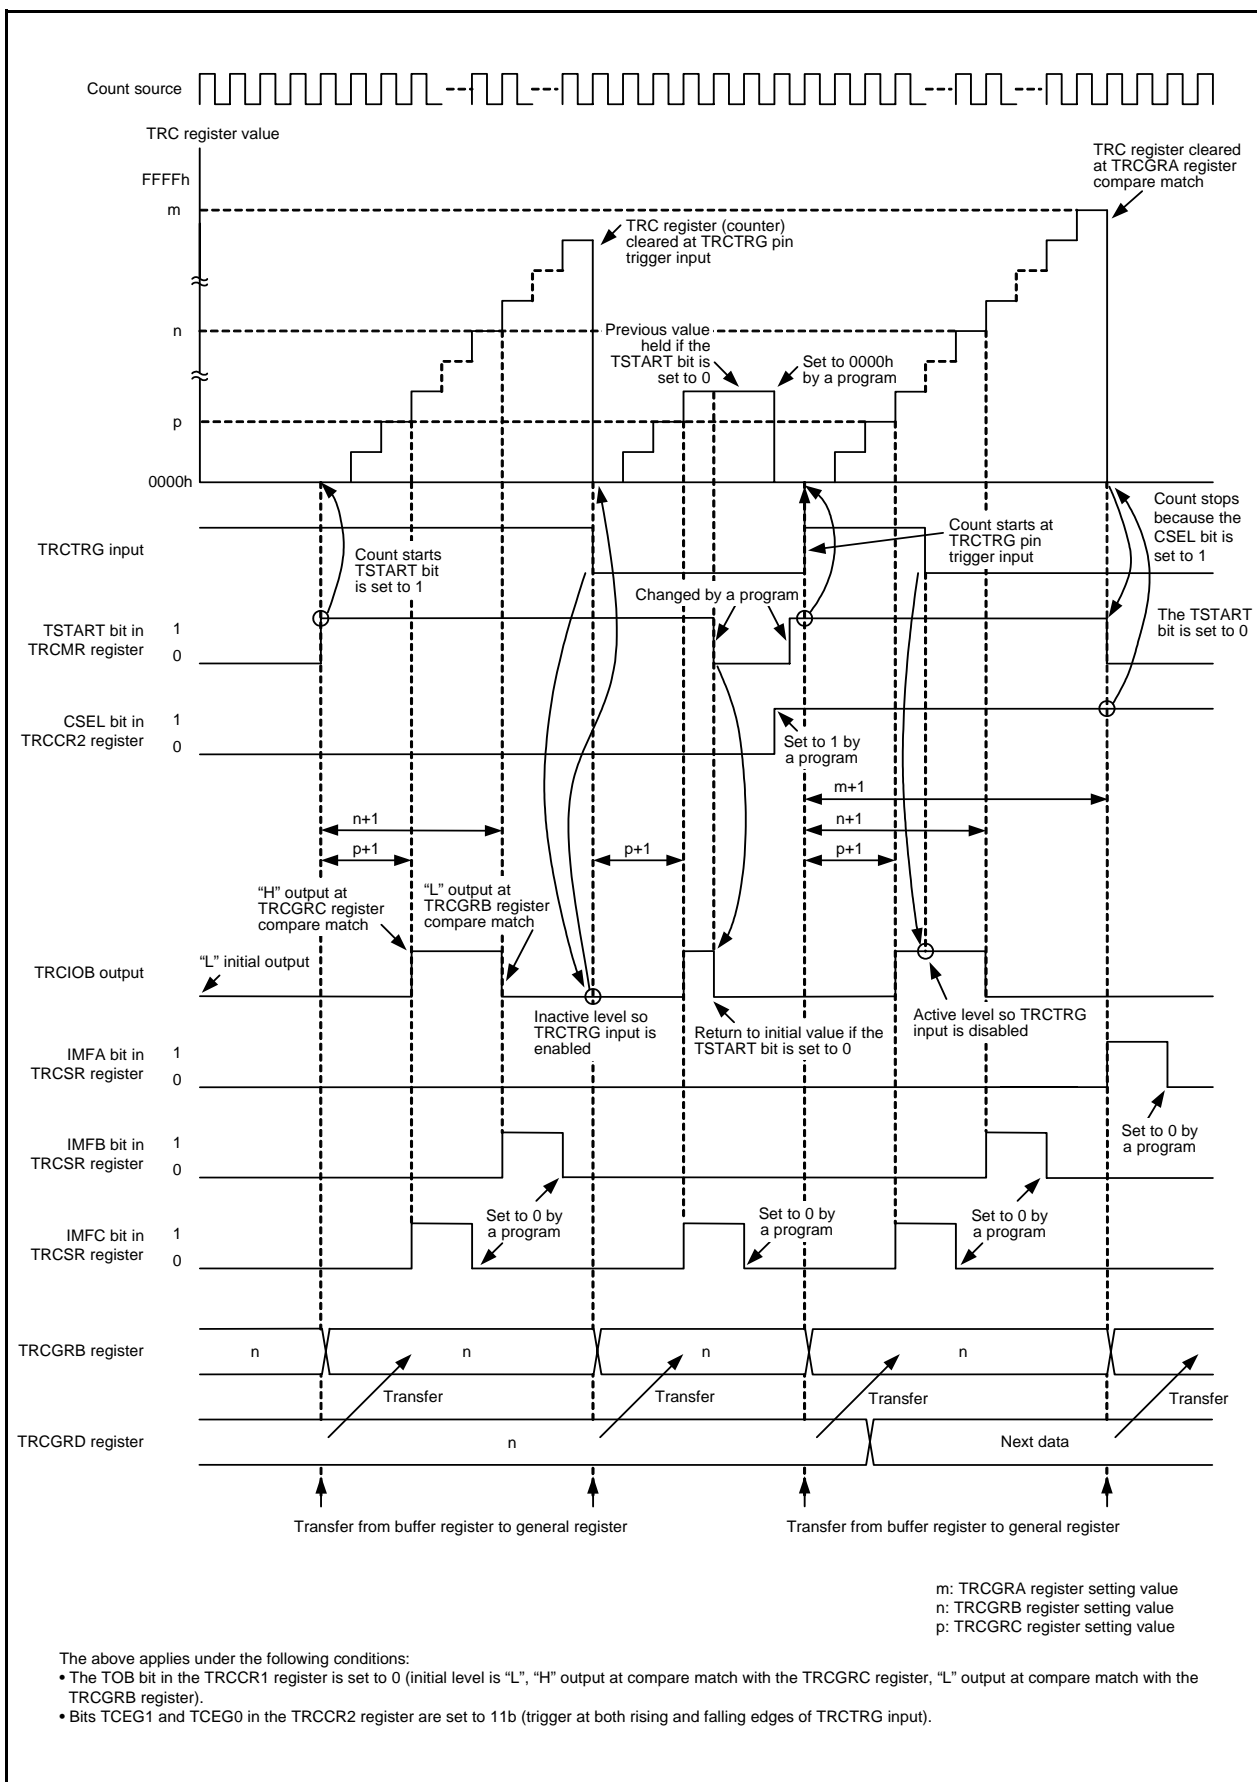 Count source
TRC register value
FFFFh
m
TRC register cleared
at TRCGRA register
compare match
TRC register (counter)
cleared at TRCTRG pin
trigger input
n
Previous value
held if the
TSTART bit is
set to 0
Set to 0000h
by a program
p
0000h
TRCTRG input
Count starts
TSTART bit
is set to 1
Count starts at
TRCTRG pin
trigger input
Count stops
because the
CSEL bit is
set to 1
Changed by a program
TSTART bit in
TRCMR register
1
0
The TSTART
bit is set to 0
CSEL bit in
TRCCR2 register
1
0
Set to 1 by
a program
m+1
n+1
n+1
p+1
p+1
p+1
“H” output at
TRCGRC register
compare match
“L” output at
TRCGRB register
compare match
TRCIOB output
“L” initial output
Inactive level so
TRCTRG input is
enabled
Return to initial value if the
TSTART bit is set to 0
Active level so TRCTRG
input is disabled
IMFA bit in
TRCSR register
1
0
Set to 0 by
a program
IMFB bit in
TRCSR register
1
0
Set to 0 by
a program
Set to 0 by
a program
Set to 0 by
a program
IMFC bit in
TRCSR register
1
0
TRCGRB register
n
n
n
n
Transfer
Transfer
Transfer
Transfer
TRCGRD register
n
Next data
Transfer from buffer register to general register
Transfer from buffer register to general register
m: TRCGRA register setting value
n: TRCGRB register setting value
p: TRCGRC register setting value
The above applies under the following conditions:
• The TOB bit in the TRCCR1 register is set to 0 (initial level is “L”, “H” output at compare match with the TRCGRC register, “L” output at compare match with the
TRCGRB register).
• Bits TCEG1 and TCEG0 in the TRCCR2 register are set to 11b (trigger at both rising and falling edges of TRCTRG input).